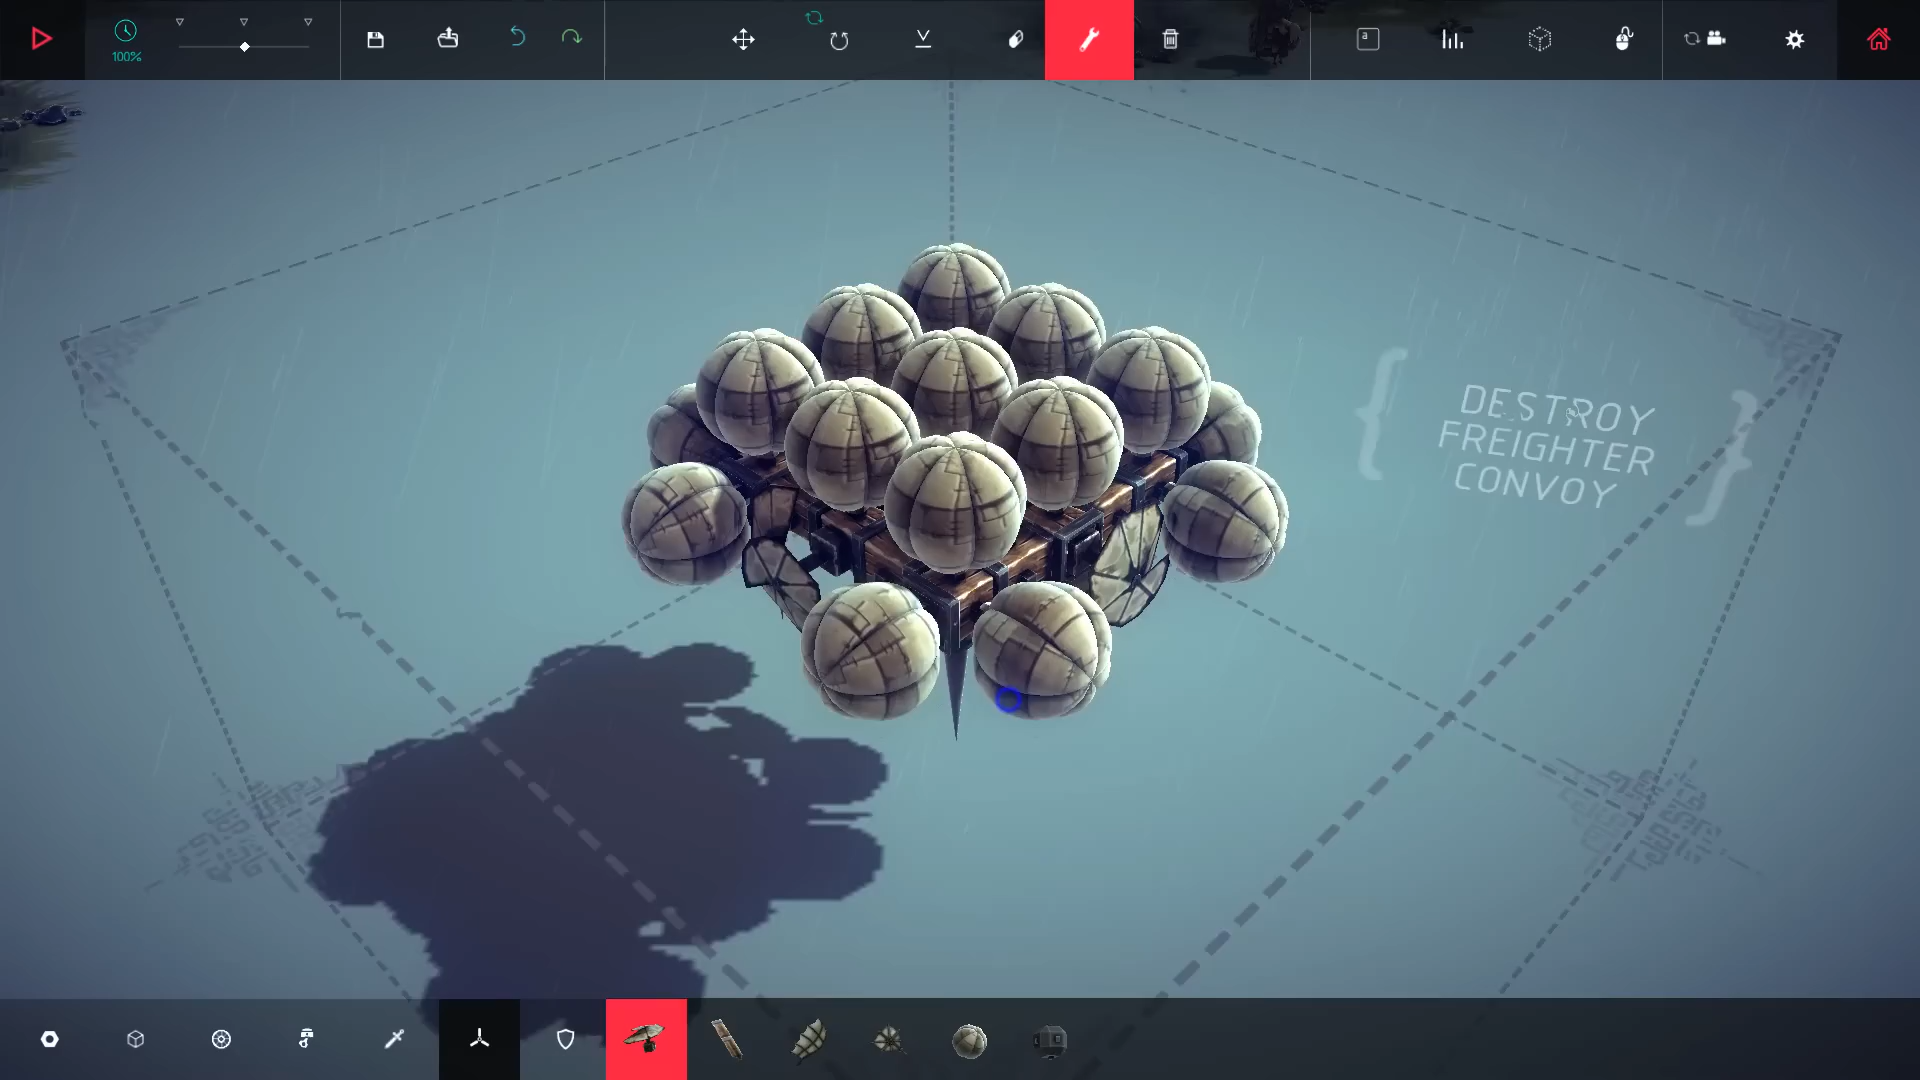 100%
a
{ DESTROY
FREIGHTER
CONVOY }